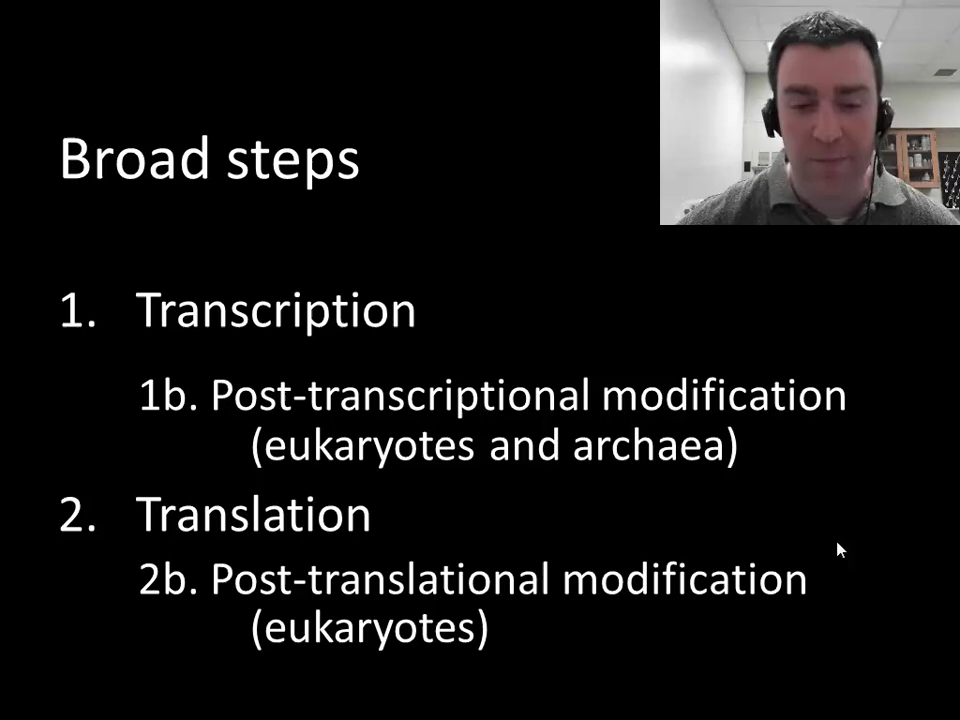 Broad steps
1. Transcription
1b. Post-transcriptional modification
(eukaryotes and archaea)
2. Translation
2b. Post-translational modification
(eukaryotes)